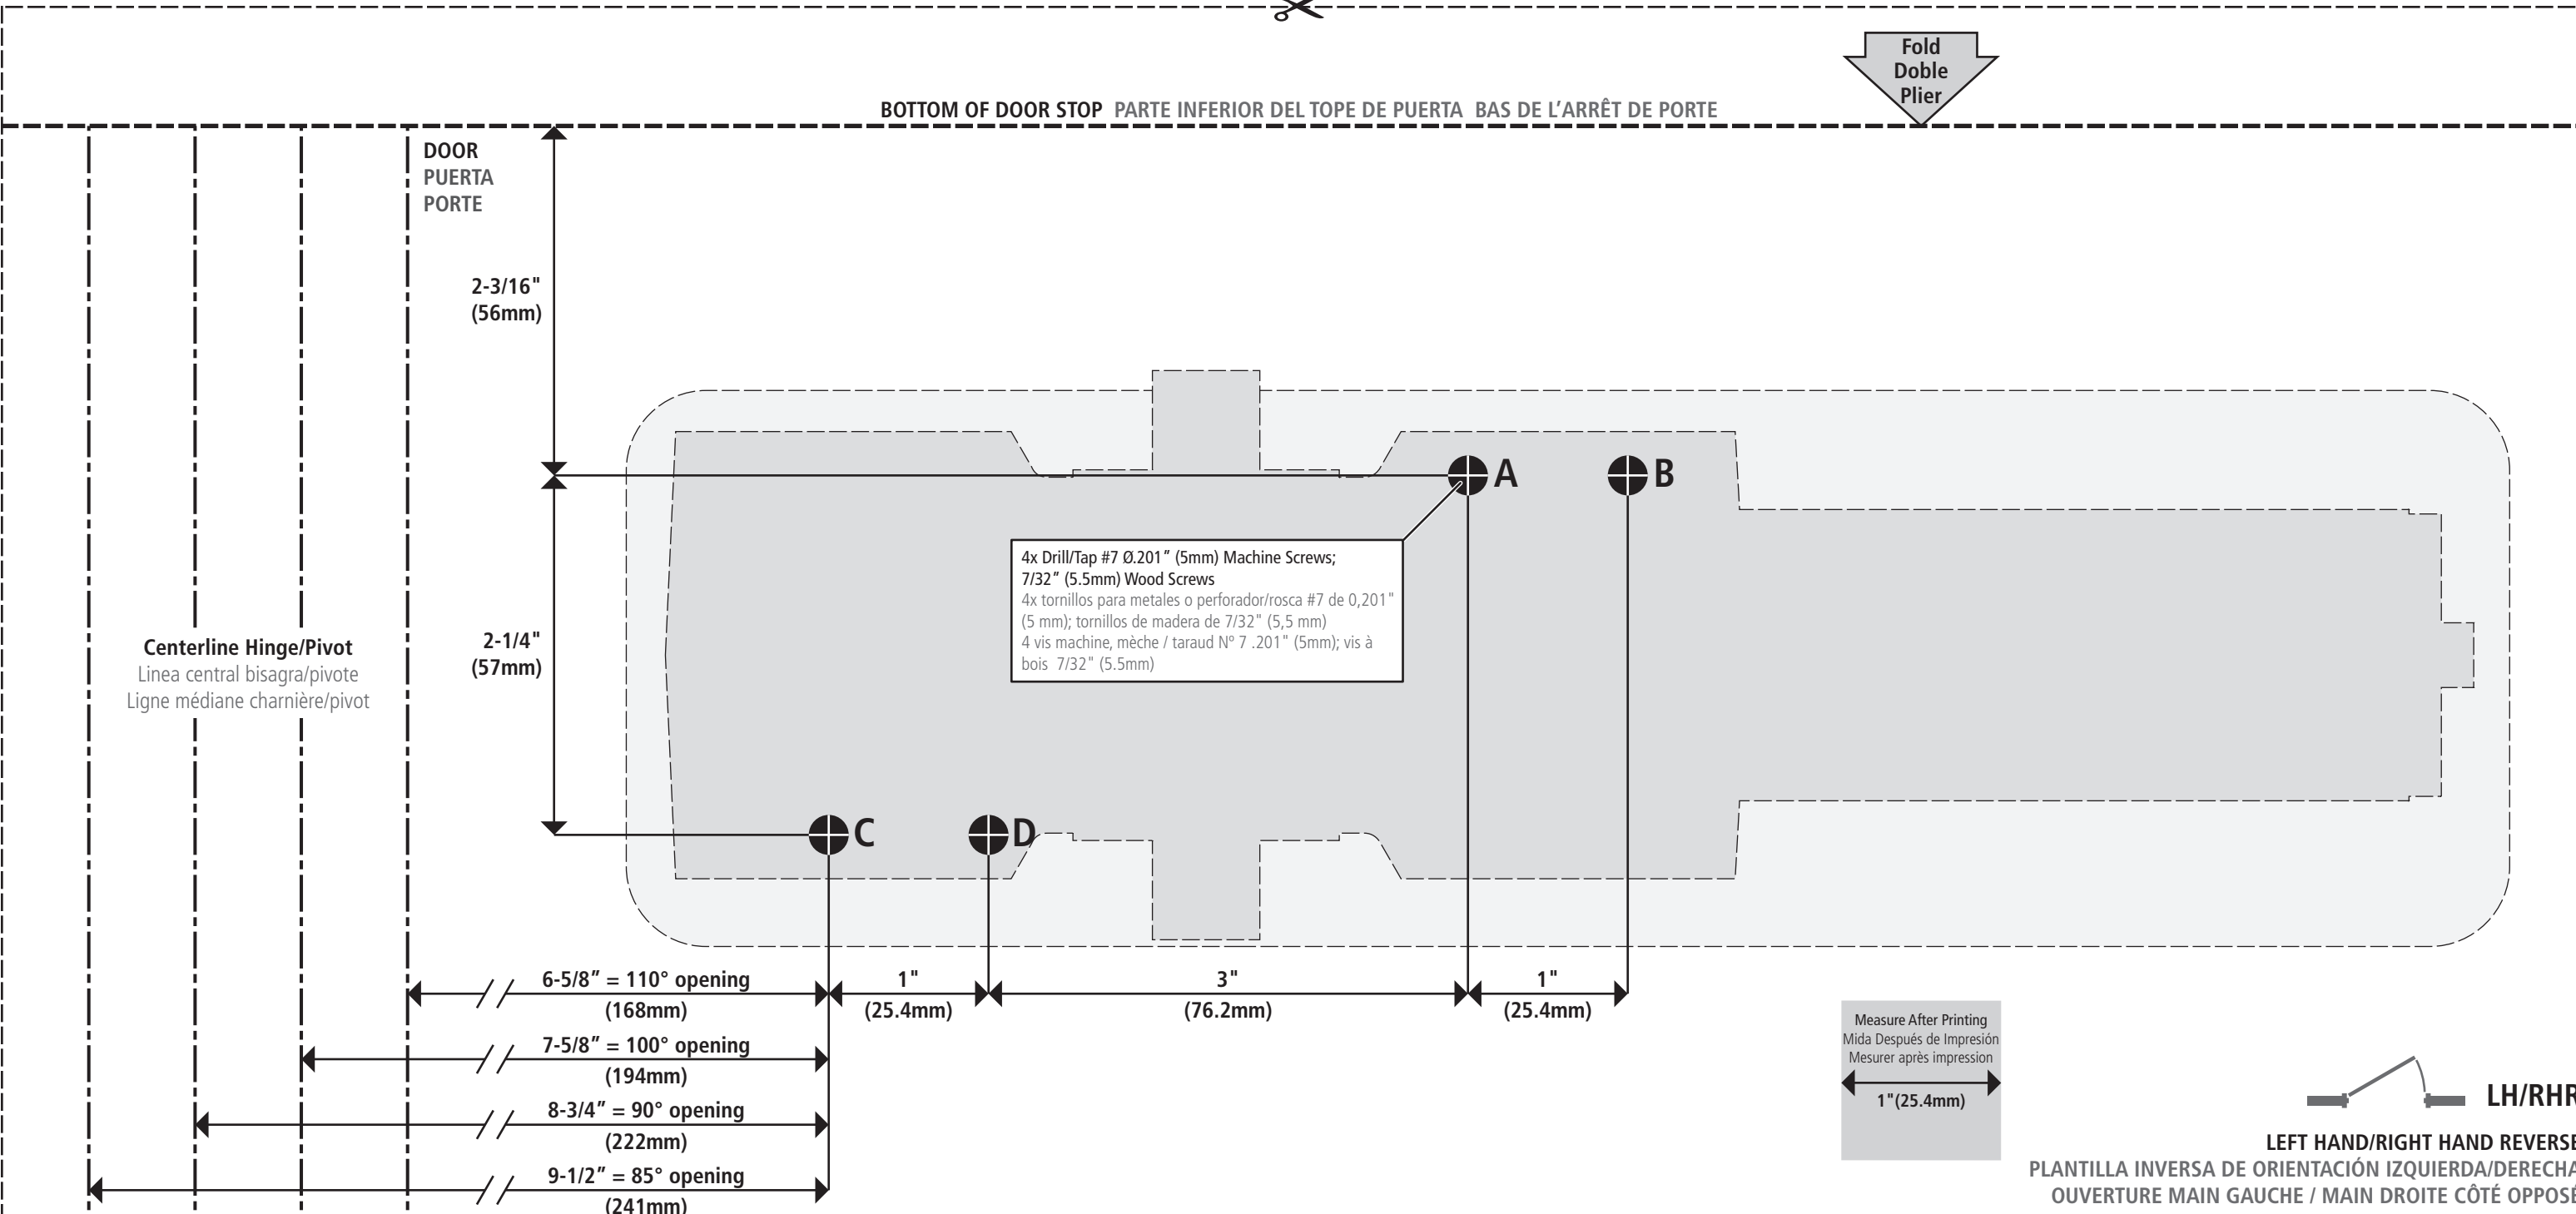 Fold
Doble
Plier
BOTTOM OF DOOR STOP PARTE INFERIOR DEL TOPE DE PUERTA BAS DE L’ARRÊT DE PORTE
DOOR
PUERTA
PORTE
2-3/16"
(56mm)
A
B
4x Drill/Tap #7 Ø.201” (5mm) Machine Screws;
7/32” (5.5mm) Wood Screws
4x tornillos para metales o perforador/rosca #7 de 0,201"
(5 mm); tornillos de madera de 7/32" (5,5 mm)
4 vis machine, mèche / taraud Nº 7 .201" (5mm); vis à
bois 7/32" (5.5mm)
Centerline Hinge/Pivot
Linea central bisagra/pivote
Ligne médiane charnière/pivot
2-1/4"
(57mm)
C
D
6-5/8” = 110° opening
(168mm)
1"
(25.4mm)
3"
(76.2mm)
1"
(25.4mm)
7-5/8” = 100° opening
(194mm)
8-3/4” = 90° opening
(222mm)
9-1/2” = 85° opening
(241mm)
Measure After Printing
Mida Después de Impresión
Mesurer après impression
1"(25.4mm)
LH/RHR
LEFT HAND/RIGHT HAND REVERSE
PLANTILLA INVERSA DE ORIENTACIÓN IZQUIERDA/DERECHA
OUVERTURE MAIN GAUCHE / MAIN DROITE CÔTÉ OPPOSÉ